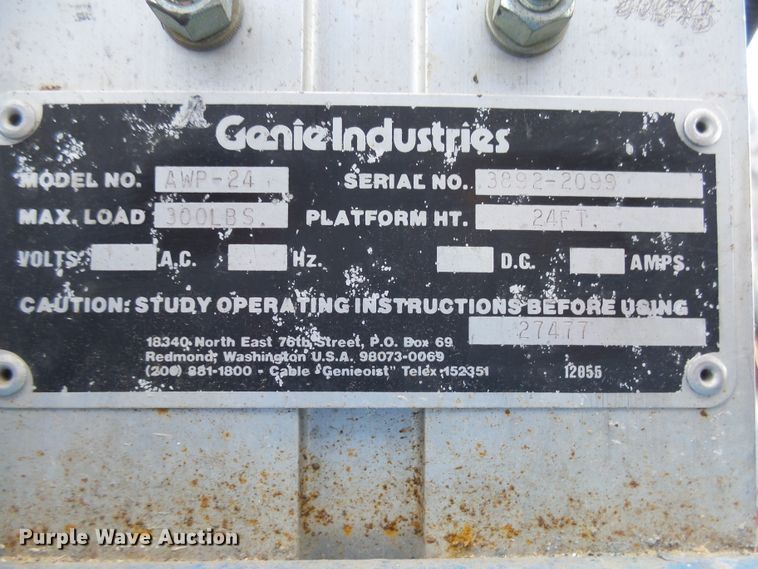 Genie Industries
MODEL NO. AWP-24 SERIAL NO. 3892-2099
MAX. LOAD 300LBS. PLATFORM HT. 24FT.
VOLTS A.C. Hz. D.C. AMPS.
CAUTION: STUDY OPERATING INSTRUCTIONS BEFORE USING
27477
18340 North East 76th Street, P.O. Box 69
Redmond, Washington U.S.A. 98073-0069
(206) 881-1800 - Cable "Genieoist" Telex 152351
12055
Purple Wave Auction